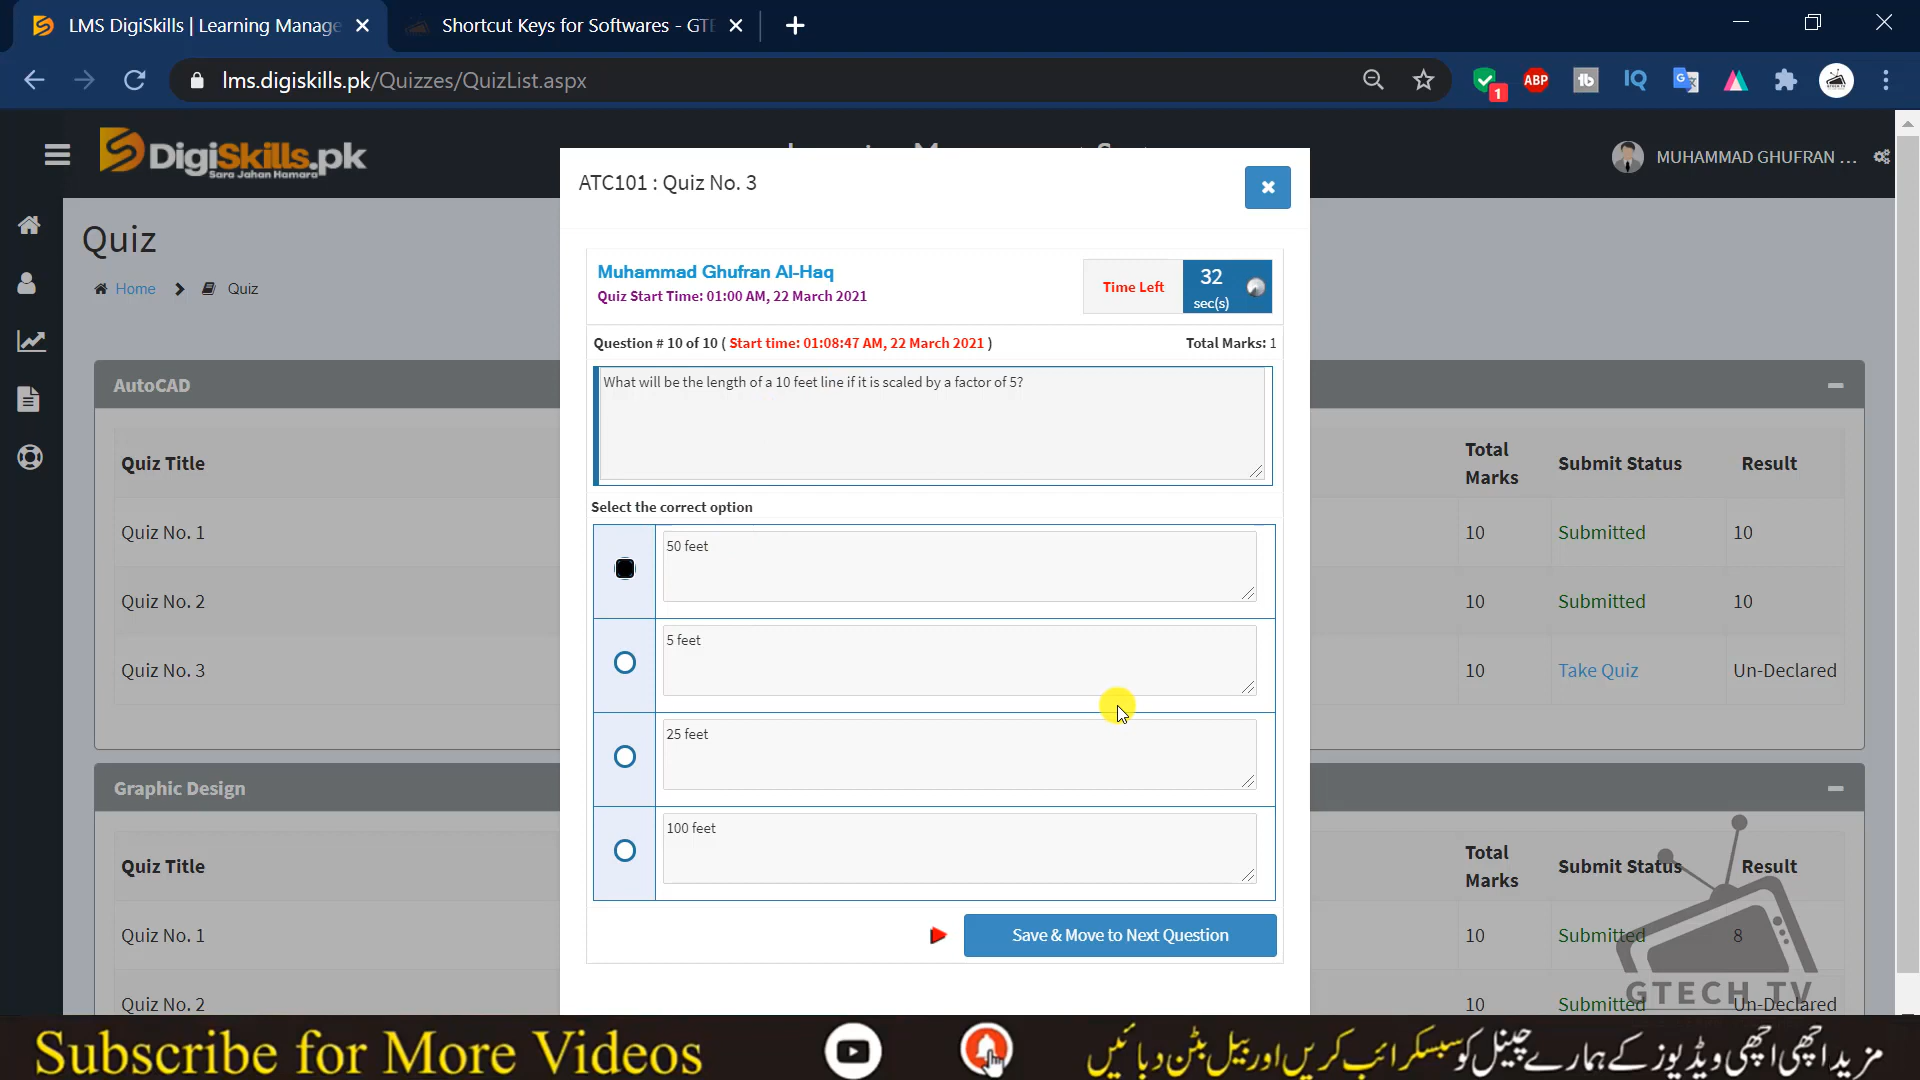 LMS DigiSkills | Learning Manage
Shortcut Keys for Softwares - GTE
lms.digiskills.pk/Quizzes/QuizList.aspx
1
ABP
tb
IQ
DigiSkills.pk
Sara Jahan Hamara
MUHAMMAD GHUFRAN ...
Quiz
Home
Quiz
ATC101 : Quiz No. 3
Muhammad Ghufran Al-Haq
Quiz Start Time: 01:00 AM, 22 March 2021
Time Left
32
sec(s)
Question # 10 of 10 ( Start time: 01:08:47 AM, 22 March 2021 )
Total Marks: 1
What will be the length of a 10 feet line if it is scaled by a factor of 5?
Select the correct option
50 feet
5 feet
25 feet
100 feet
Save & Move to Next Question
AutoCAD
Quiz Title
Total Marks
Submit Status
Result
Quiz No. 1
10
Submitted
10
Quiz No. 2
10
Submitted
10
Quiz No. 3
10
Take Quiz
Un-Declared
Graphic Design
Quiz Title
Total Marks
Submit Status
Result
Quiz No. 1
10
Submitted
8
Quiz No. 2
10
Submitted
Un-Declared
GTECH TV
Subscribe for More Videos
مزید اچھی اچھی ویڈیوز کے ہمارے چینل کو سبسکرائب کریں اور بیل بٹن دبائیں